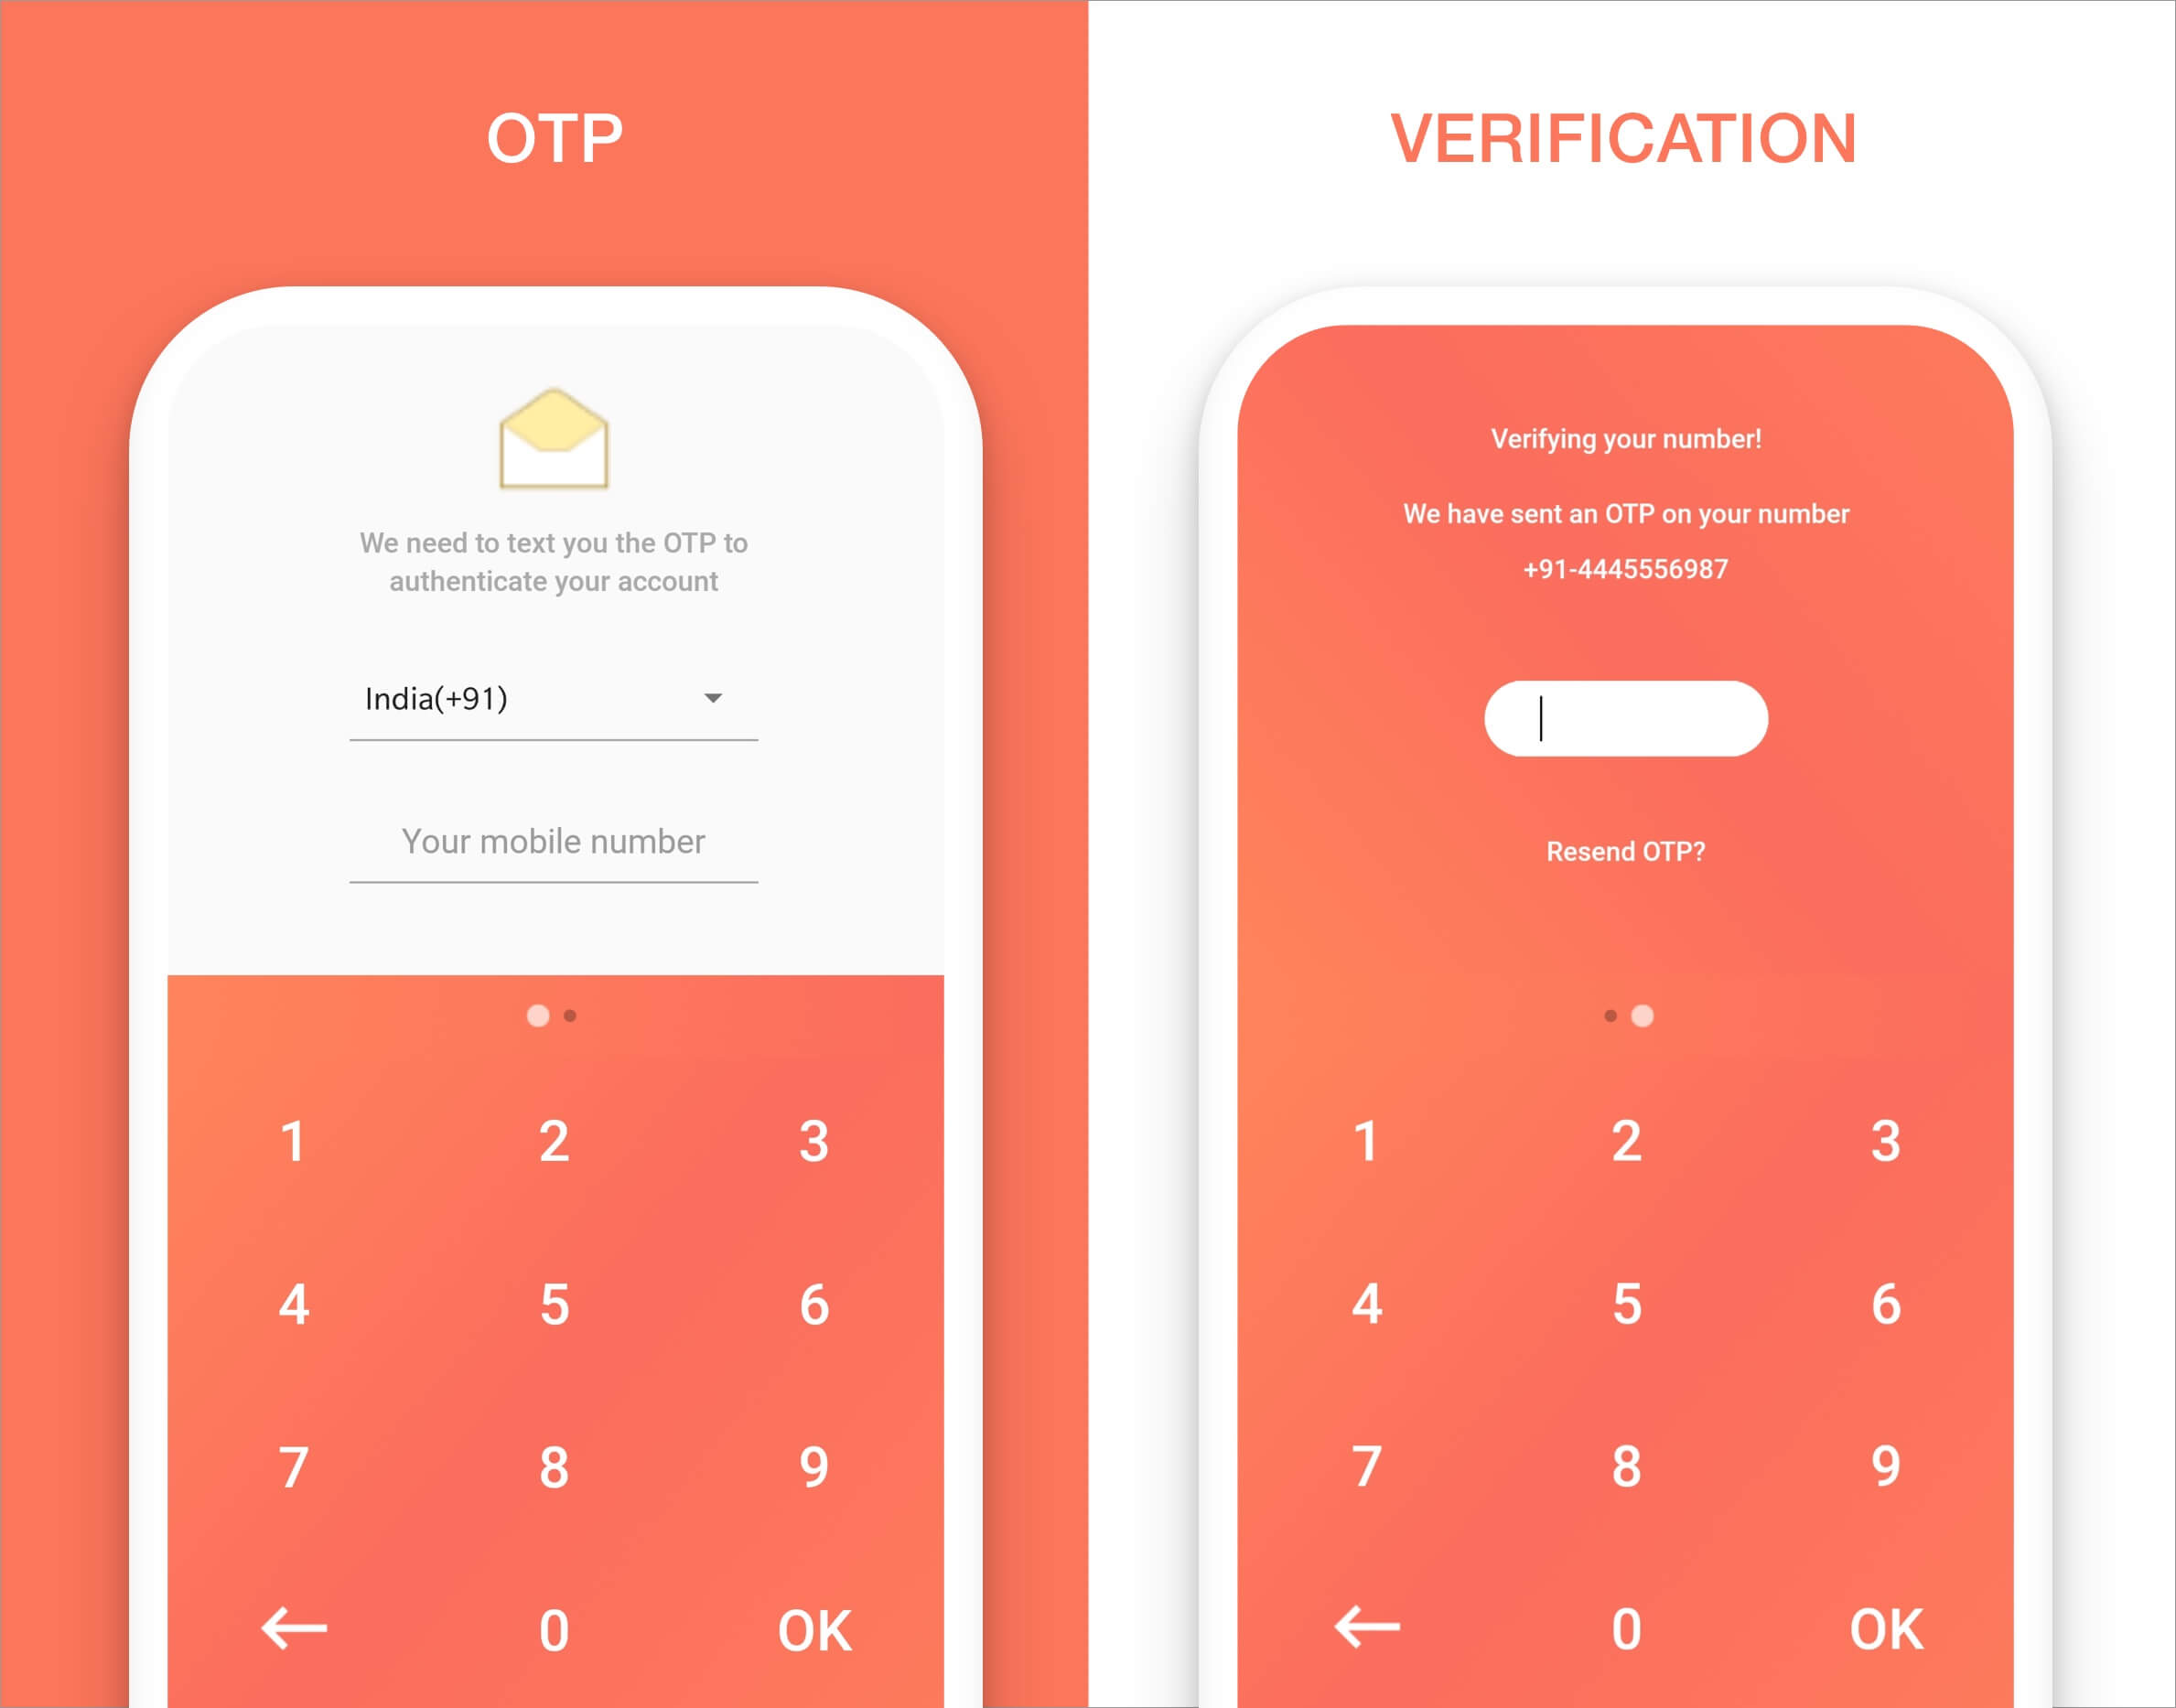 OTP
We need to text you the OTP to
authenticate your account
India(+91)
Your mobile number
1 2 3
4 5 6
7 8 9
0 OK
VERIFICATION
Verifying your number!
We have sent an OTP on your number
+91-4445556987
Resend OTP?
1 2 3
4 5 6
7 8 9
0 OK